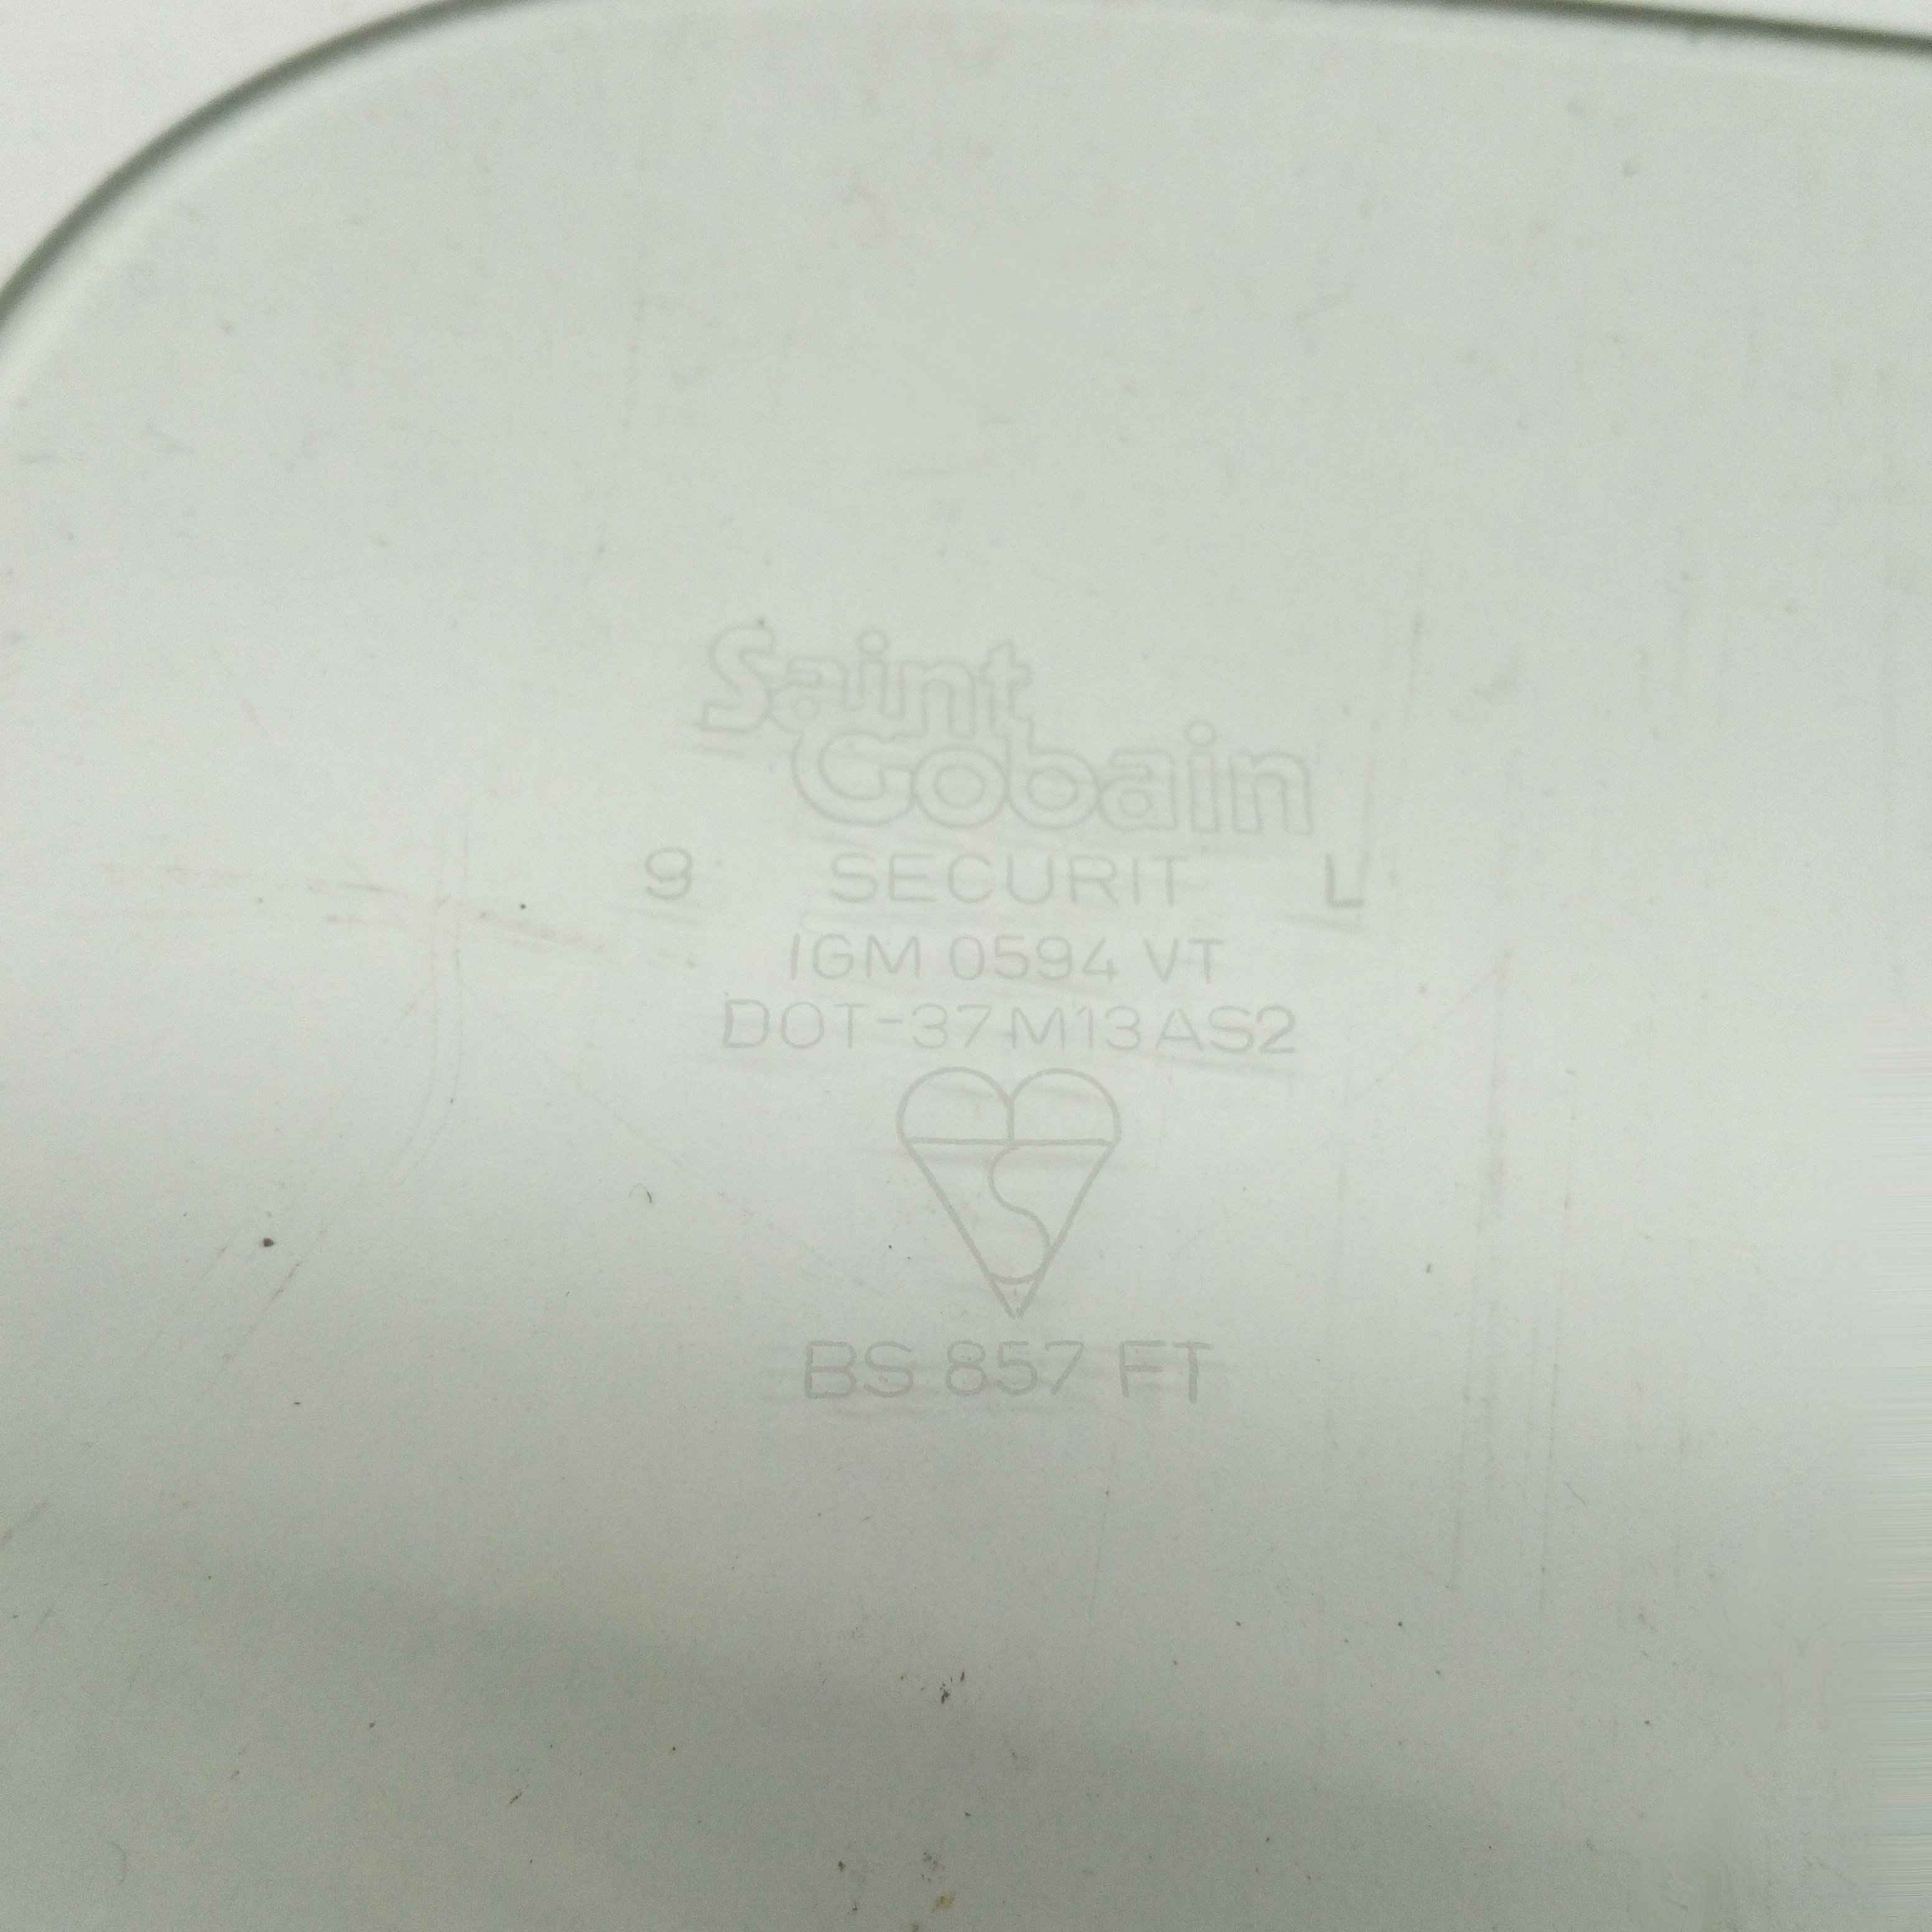 Saint
Gobain
9 SECURIT L
IGM 0594 VT
DOT-37 M13 AS2
BS 857 FT